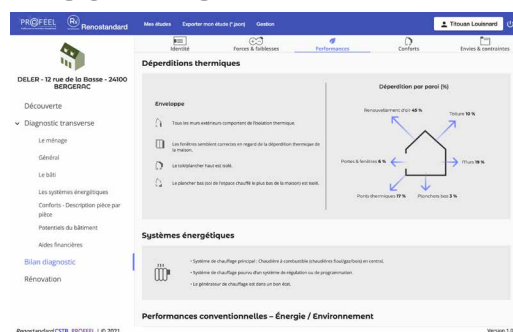 PROFEEL
Renostandard
Mes études
Exporter mon étude (*.json)
Gestion
Titouan Louisnard
Identité
Forces & faiblesses
Performances
Conforts
Envies & contraintes
DELER - 12 rue de la Basse - 24100
BERGERAC
Découverte
Diagnostic transverse
Le ménage
Général
Le bâti
Les systèmes énergétiques
Conforts - Description pièce par
pièce
Potentiels du bâtiment
Aides financières
Bilan diagnostic
Rénovation
Déperditions thermiques
Enveloppe
Tous les murs extérieurs comportent de l'isolation thermique.
Les fenêtres semblent correctes en regard de la déperdition thermique de
la maison.
Le toit/plancher haut est isolé.
Le plancher bas (sol de l'espace chauffé le plus bas de la maison) est isolé.
Déperdition par paroi (%)
Renouvellement d'air 45 %
Toiture 10 %
Portes & fenêtres 6 %
Murs 19 %
Ponts thermiques 17 %
Planchers bas 3 %
Systèmes énergétiques
• Système de chauffage principal : Chaudière à combustible (chaudières fioul/gaz/bois) en central.
• Système de chauffage pourvu d'un système de régulation ou de programmation.
• Le générateur de chauffage est dans un bon état.
Performances conventionnelles – Énergie / Environnement
Renostandard CSTB, PROFEEL | © 2021
Version 1.0